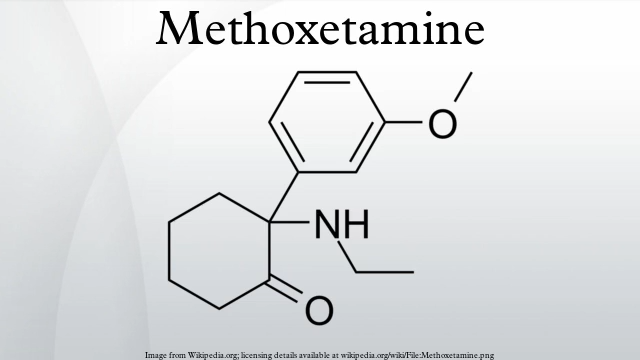 Methoxetamine
O
NH
O
Image from Wikipedia.org; licensing details available at wikipedia.org/wiki/File:Methoxetamine.png